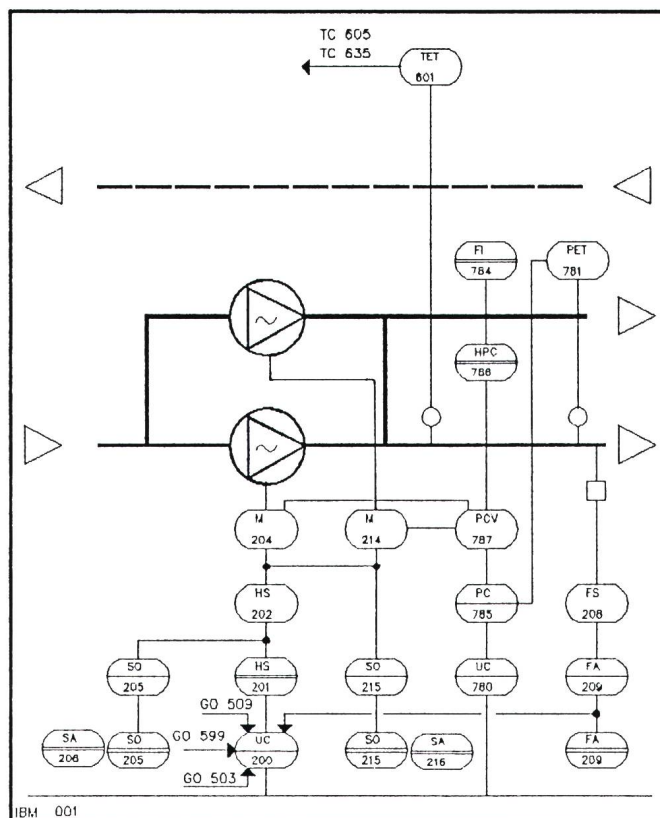 TC 605
TC 635
TET
601
FI
784
PET
781
HPC
786
M
204
M
214
PCV
787
HS
202
PC
785
FS
208
SO
205
HS
201
SO
215
UC
780
FA
209
GO 509
GO 599
GO 503
SA
206
SO
205
UC
200
SO
215
SA
216
FA
209
IBM 001